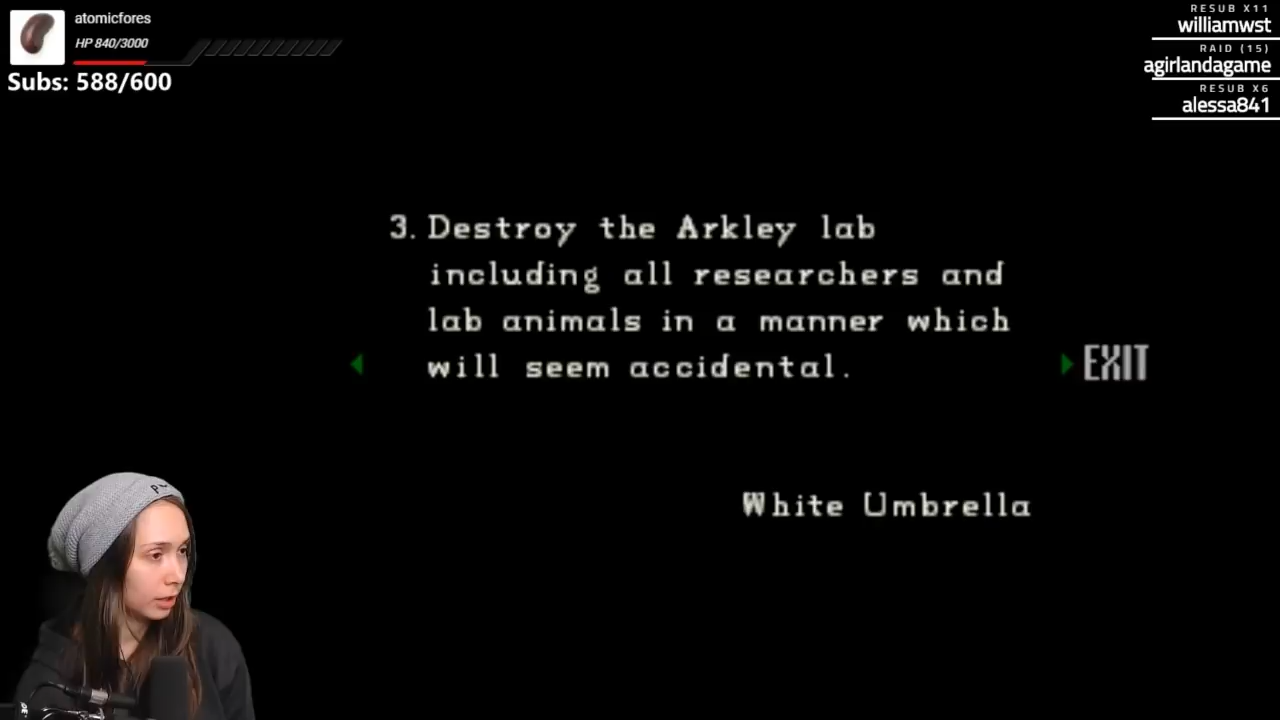 atomicfores
HP 840/3000
Subs: 588/600
RESUB X11
williamwst
RAID (15)
agirlandagame
RESUB X6
alessa841
3. Destroy the Arkley lab
including all researchers and
lab animals in a manner which
will seem accidental.
EXIT
White Umbrella